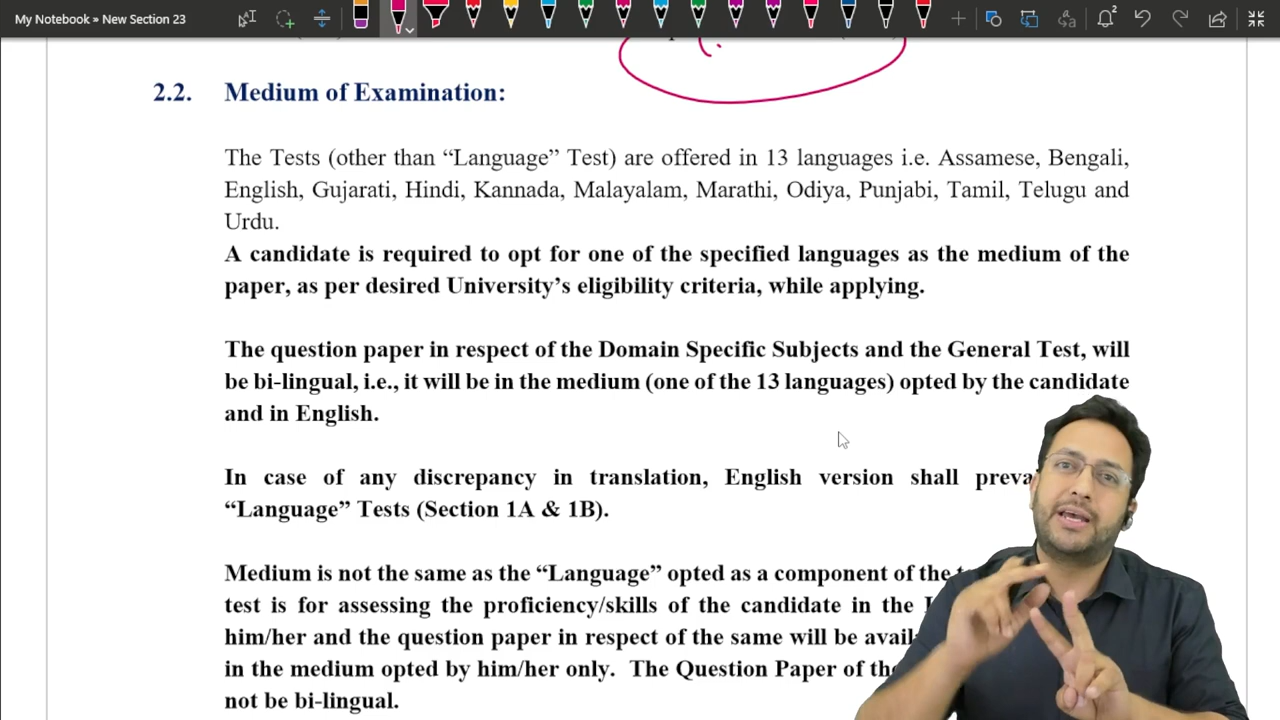 My Notebook » New Section 23
2
2.2. Medium of Examination:
The Tests (other than “Language” Test) are offered in 13 languages i.e. Assamese, Bengali,
English, Gujarati, Hindi, Kannada, Malayalam, Marathi, Odiya, Punjabi, Tamil, Telugu and
Urdu.
A candidate is required to opt for one of the specified languages as the medium of the
paper, as per desired University’s eligibility criteria, while applying.
The question paper in respect of the Domain Specific Subjects and the General Test, will
be bi-lingual, i.e., it will be in the medium (one of the 13 languages) opted by the candidate
and in English.
In case of any discrepancy in translation, English version shall
“Language” Tests (Section 1A & 1B).
Medium is not the same as the “Language” opted as a component of the
test is for assessing the proficiency/skills of the candidate in the
him/her and the question paper in respect of the same will be
in the medium opted by him/her only. The Question Paper of
not be bi-lingual.